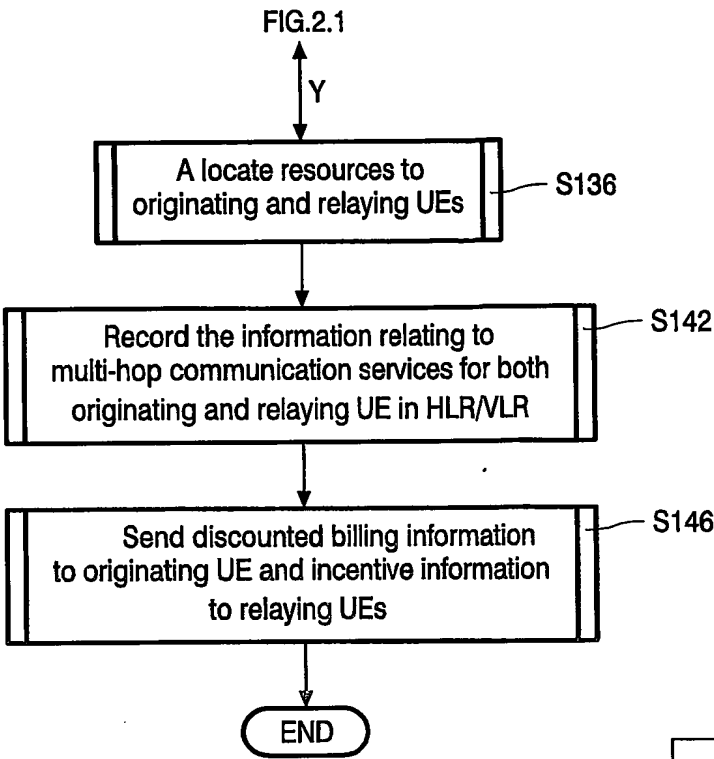 FIG.2.1
Y
A locate resources to
originating and relaying UEs
S136
Record the information relating to
multi-hop communication services for both
originating and relaying UE in HLR/VLR
S142
Send discounted billing information
to originating UE and incentive information
to relaying UEs
S146
END